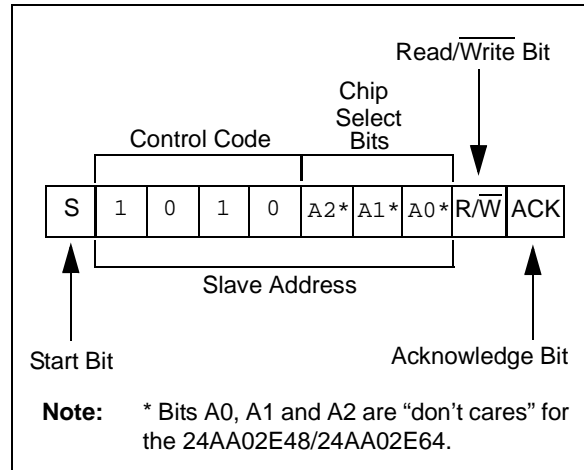 Read/Write Bit
Chip
Select
Bits
Control Code
S 1 0 1 0 A2* A1* A0* R/W ACK
Slave Address
Start Bit
Acknowledge Bit
Note: * Bits A0, A1 and A2 are “don’t cares” for
the 24AA02E48/24AA02E64.